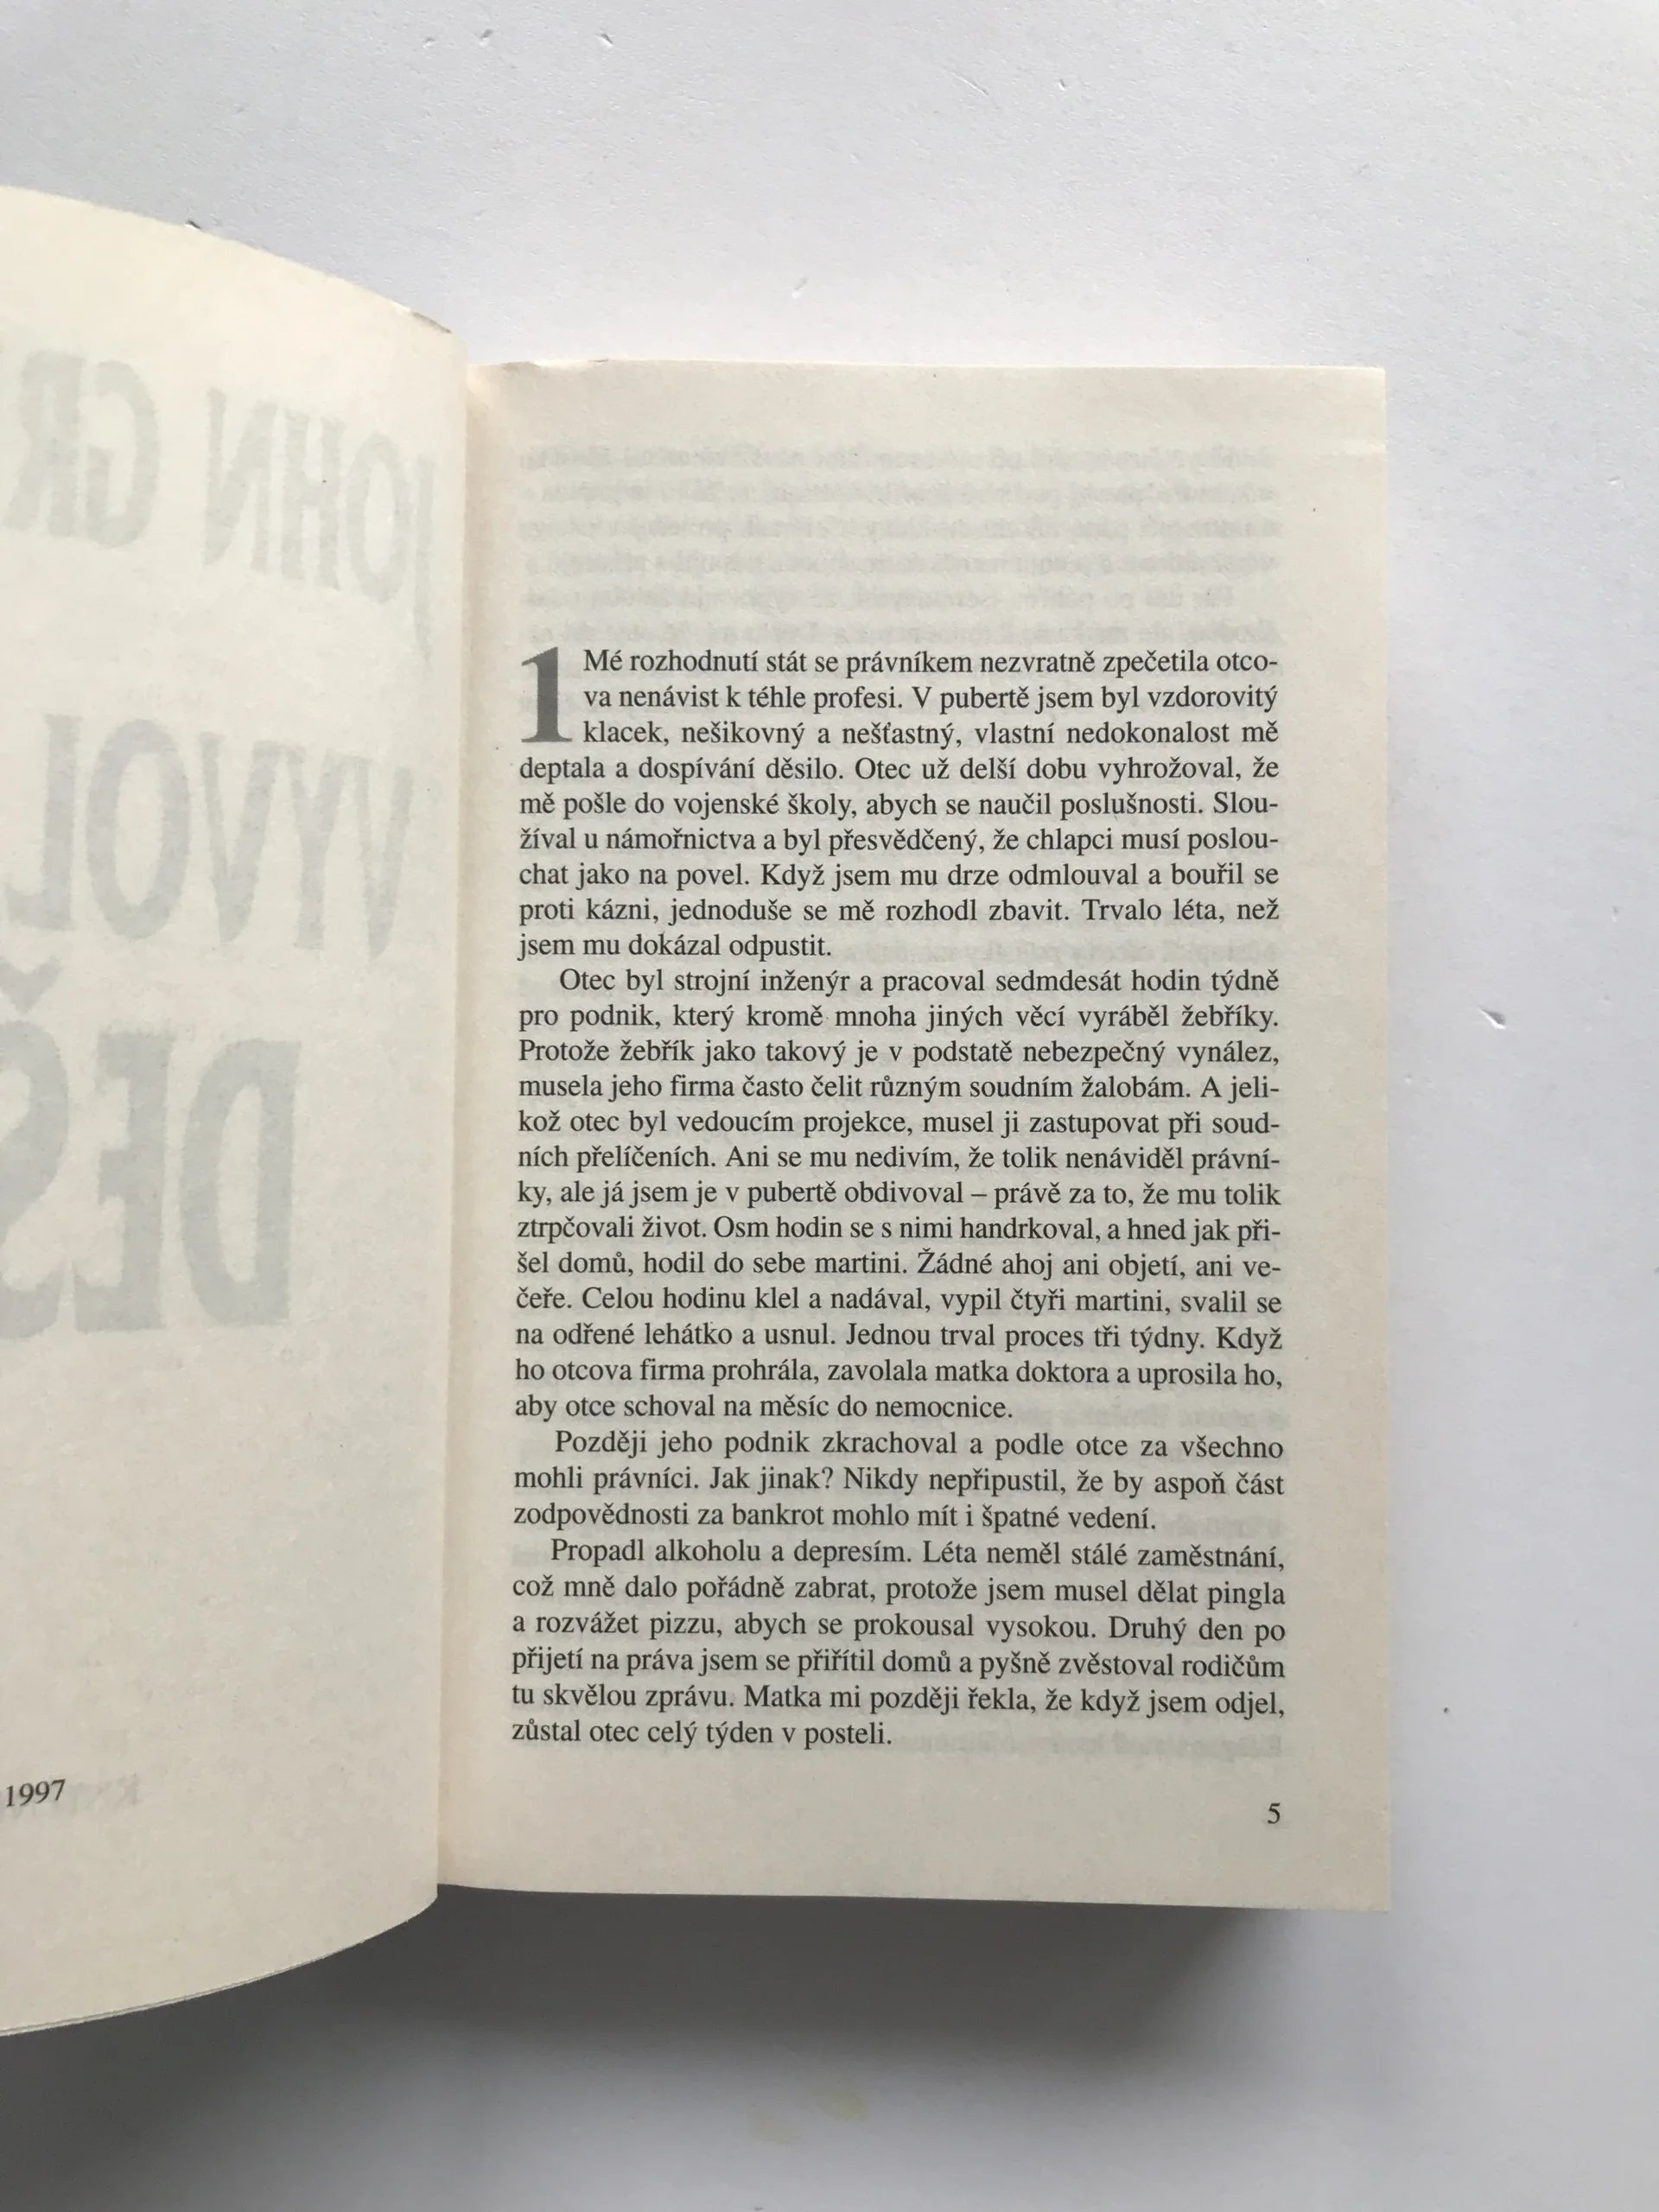 JOHN GR
VYVOL
DEŠ
1997
1 Mé rozhodnutí stát se právníkem nezvratně zpečetila otco-
va nenávist k téhle profesi. V pubertě jsem byl vzdorovitý
klacek, nešikovný a nešťastný, vlastní nedokonalost mě
deptala a dospívání děsilo. Otec už delší dobu vyhrožoval, že
mě pošle do vojenské školy, abych se naučil poslušnosti. Slou-
žíval u námořnictva a byl přesvědčený, že chlapci musí poslou-
chat jako na povel. Když jsem mu drze odmlouval a bouřil se
proti kázni, jednoduše se mě rozhodl zbavit. Trvalo léta, než
jsem mu dokázal odpustit.
Otec byl strojní inženýr a pracoval sedmdesát hodin týdně
pro podnik, který kromě mnoha jiných věcí vyráběl žebříky.
Protože žebřík jako takový je v podstatě nebezpečný vynález,
musela jeho firma často čelit různým soudním žalobám. A jeli-
kož otec byl vedoucím projekce, musel ji zastupovat při soud-
ních přelíčeních. Ani se mu nedivím, že tolik nenáviděl právní-
ky, ale já jsem je v pubertě obdivoval – právě za to, že mu tolik
ztrpčovali život. Osm hodin se s nimi handrkoval, a hned jak při-
šel domů, hodil do sebe martini. Žádné ahoj ani objetí, ani ve-
čeře. Celou hodinu klel a nadával, vypil čtyři martini, svalil se
na odřené lehátko a usnul. Jednou trval proces tři týdny. Když
ho otcova firma prohrála, zavolala matka doktora a uprosila ho,
aby otce schoval na měsíc do nemocnice.
Později jeho podnik zkrachoval a podle otce za všechno
mohli právníci. Jak jinak? Nikdy nepřipustil, že by aspoň část
zodpovědnosti za bankrot mohlo mít i špatné vedení.
Propadl alkoholu a depresím. Léta neměl stálé zaměstnání,
což mně dalo pořádně zabrat, protože jsem musel dělat pingla
a rozvážet pizzu, abych se prokousal vysokou. Druhý den po
přijetí na práva jsem se přiřítil domů a pyšně zvěstoval rodičům
tu skvělou zprávu. Matka mi později řekla, že když jsem odjel,
zůstal otec celý týden v posteli.
5